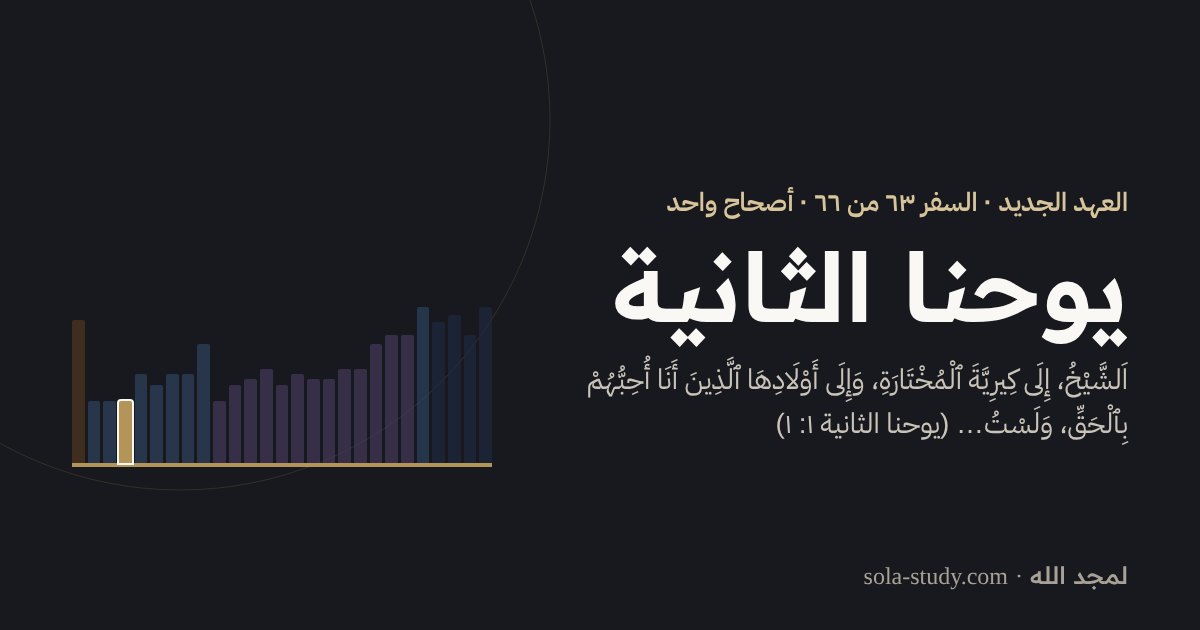 العهد الجديد · السفر ٦٣ من ٦٦ · أصحاح واحد
يوحنا الثانية
اَلشَّيْخُ، إِلَى كِيرِيَّةَ ٱلْمُخْتَارَةِ، وَإِلَى أَوْلَادِهَا ٱلَّذِينَ أَنَا أُحِبُّهُمْ
بِٱلْحَقِّ، وَلَسْتُ… (يوحنا الثانية ١: ١)
لمجد الله · sola-study.com